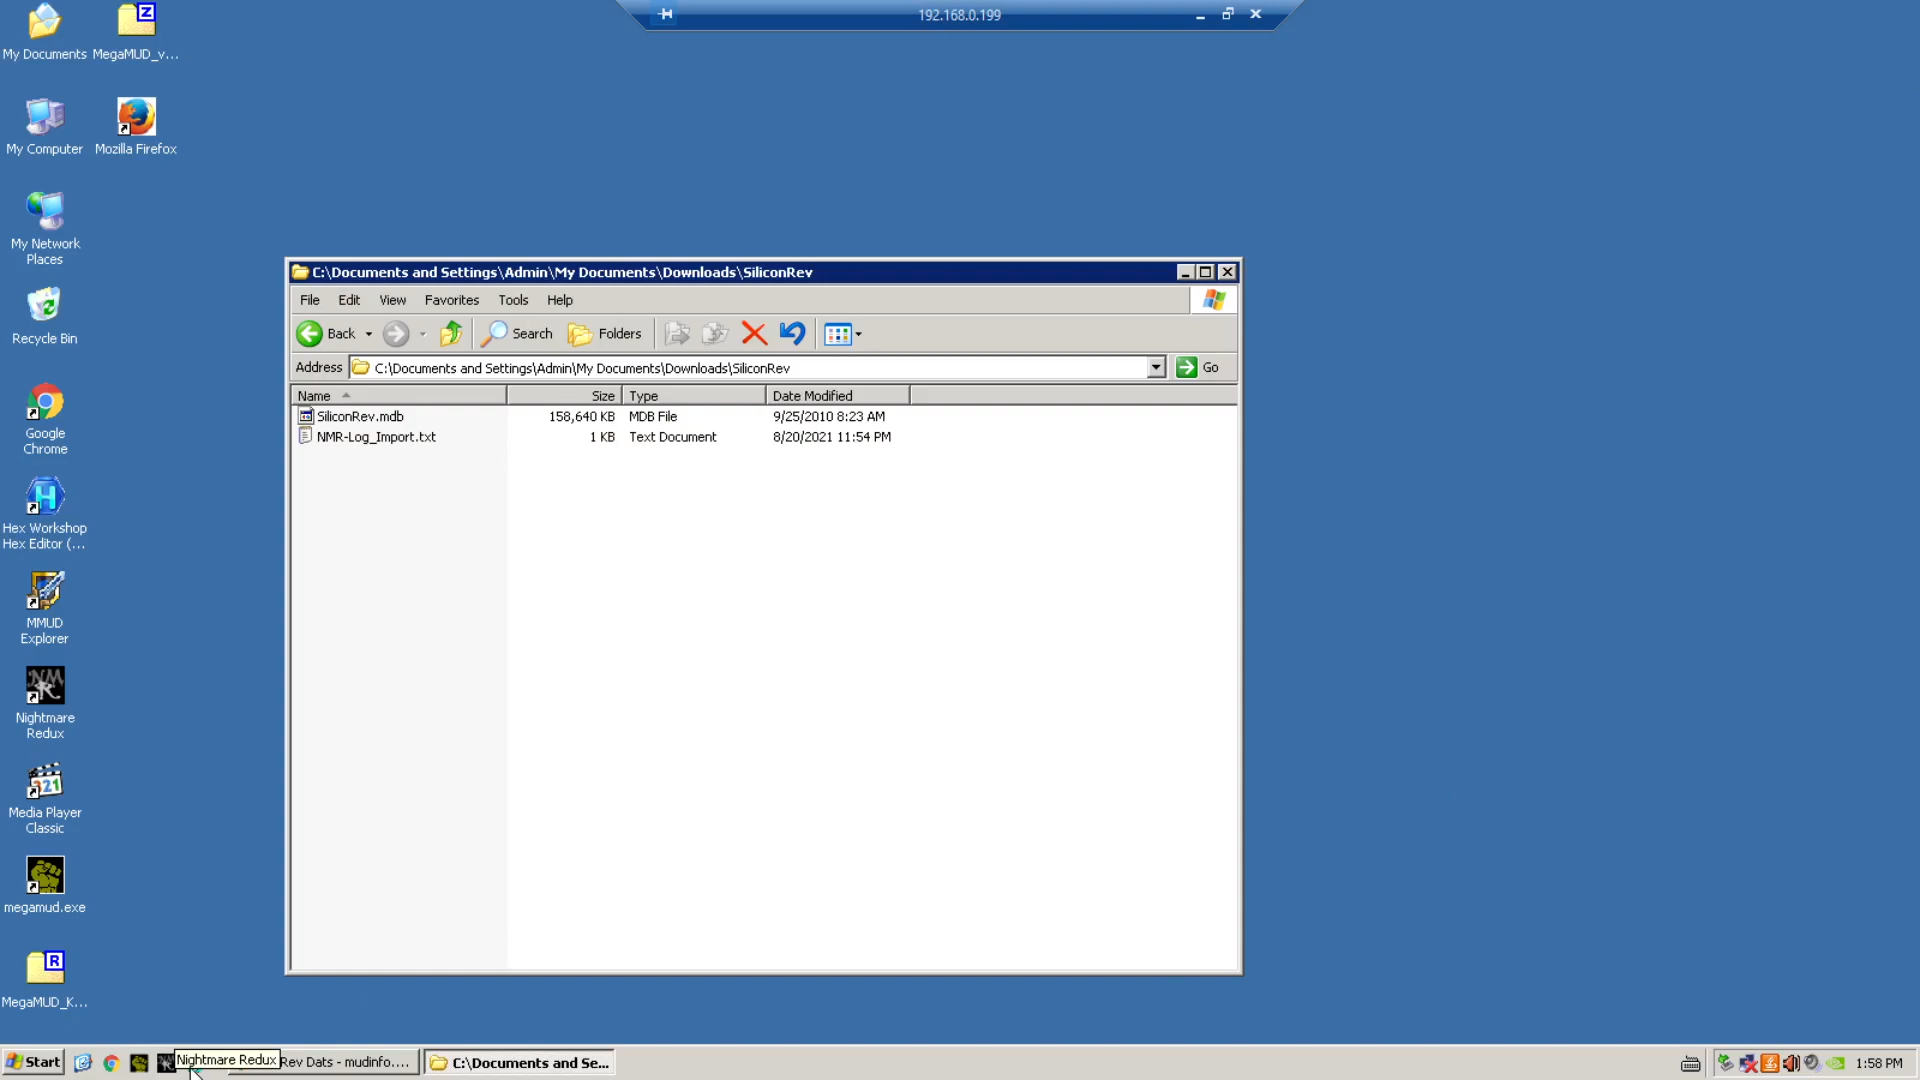 192.168.0.199
My Documents
MegaMUD_v...
My Computer
Mozilla Firefox
My Network
Places
Recycle Bin
Google
Chrome
Hex Workshop
Hex Editor (...
MMUD
Explorer
Nightmare
Redux
Media Player
Classic
megamud.exe
MegaMUD_K...
C:\Documents and Settings\Admin\My Documents\Downloads\SiliconRev
File Edit View Favorites Tools Help
Back Search Folders
Address C:\Documents and Settings\Admin\My Documents\Downloads\SiliconRev Go
Name Size Type Date Modified
SiliconRev.mdb 158,640 KB MDB File 9/25/2010 8:23 AM
NMR-Log_Import.txt 1 KB Text Document 8/20/2021 11:54 PM
Start Nightmare Redux Rev Dats - mudinfo.... C:\Documents and Se... 1:58 PM